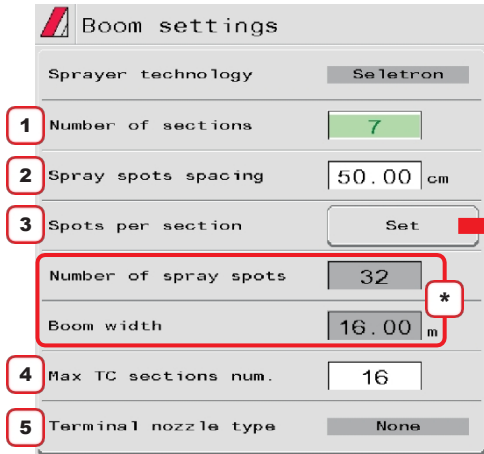 Boom settings
Sprayer technology Seletron
1 Number of sections 7
2 Spray spots spacing 50.00 cm
3 Spots per section Set
Number of spray spots 32
*
Boom width 16.00 m
4 Max TC sections num. 16
5 Terminal nozzle type None